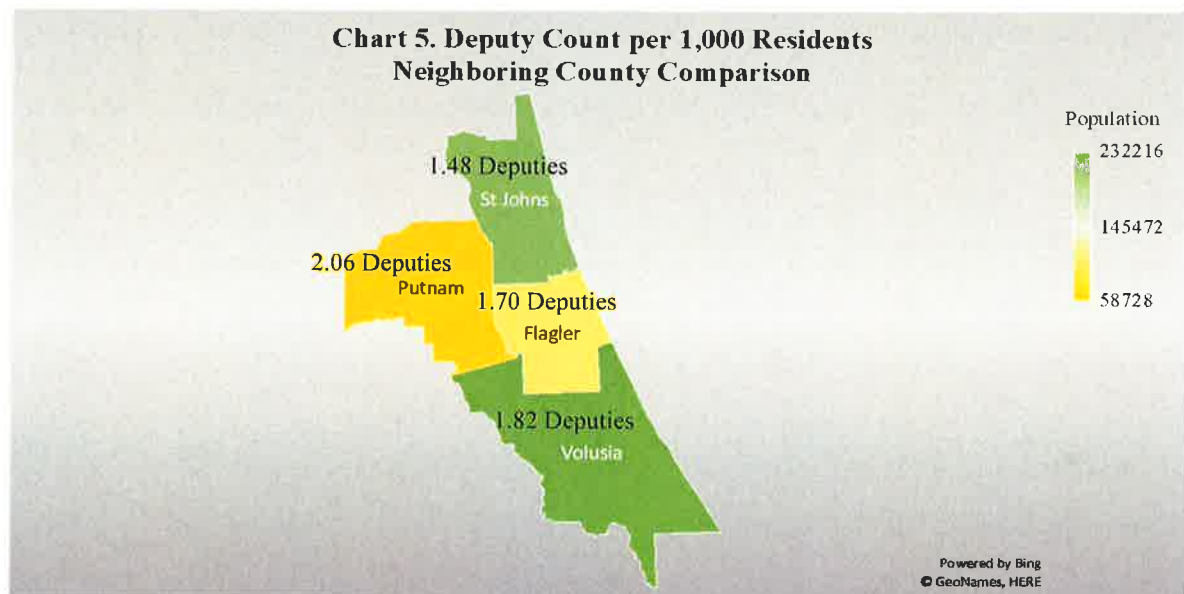 Chart 5. Deputy Count per 1,000 Residents
Neighboring County Comparison
Population
232216
145472
58728
1.48 Deputies
St Johns
2.06 Deputies
Putnam
1.70 Deputies
Flagler
1.82 Deputies
Volusia
Powered by Bing
© GeoNames, HERE